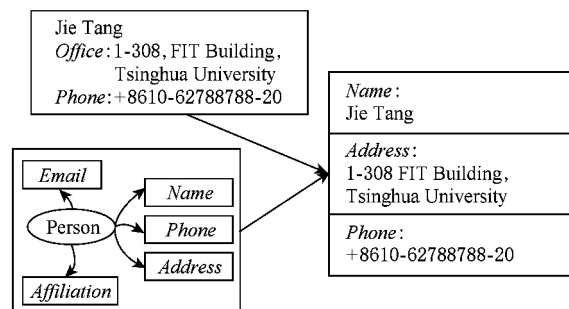 Jie Tang
Office: 1-308, FIT Building,
Tsinghua University
Phone: +8610-62788788-20
Email
Person
Affiliation
Name
Phone
Address
Name:
Jie Tang
Address:
1-308 FIT Building,
Tsinghua University
Phone:
+8610-62788788-20